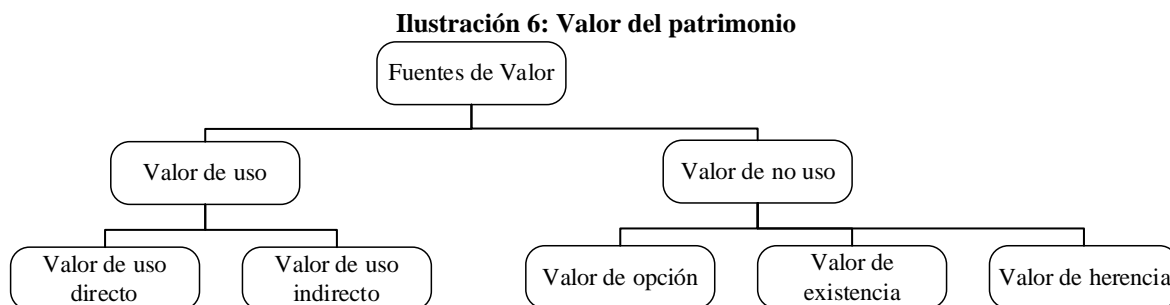 Ilustración 6: Valor del patrimonio
Fuentes de Valor
Valor de uso
Valor de no uso
Valor de uso
directo
Valor de uso
indirecto
Valor de opción
Valor de
existencia
Valor de herencia